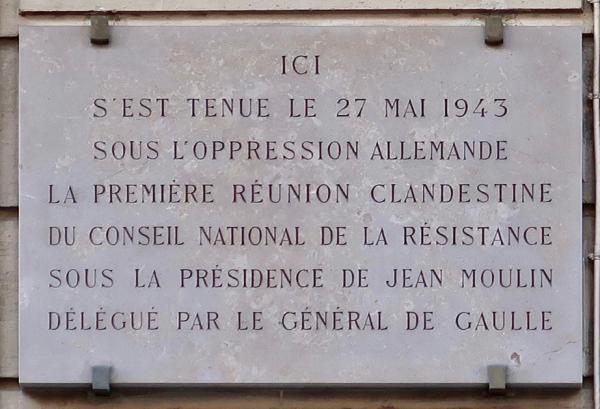 ICI
S'EST TENUE LE 27 MAI 1943
SOUS L'OPPRESSION ALLEMANDE
LA PREMIÈRE RÉUNION CLANDESTINE
DU CONSEIL NATIONAL DE LA RÉSISTANCE
SOUS LA PRÉSIDENCE DE JEAN MOULIN
DÉLÉGUÉ PAR LE GÉNÉRAL DE GAULLE